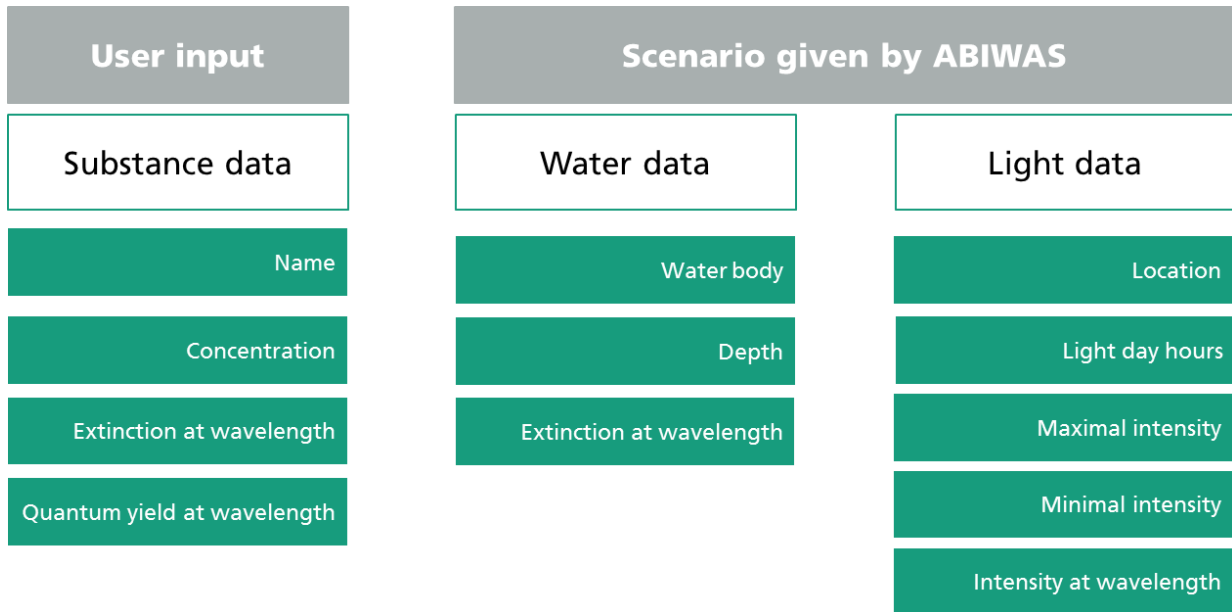 User input
Scenario given by ABIWAS
Substance data
Water data
Light data
Name
Concentration
Extinction at wavelength
Quantum yield at wavelength
Water body
Depth
Extinction at wavelength
Location
Light day hours
Maximal intensity
Minimal intensity
Intensity at wavelength